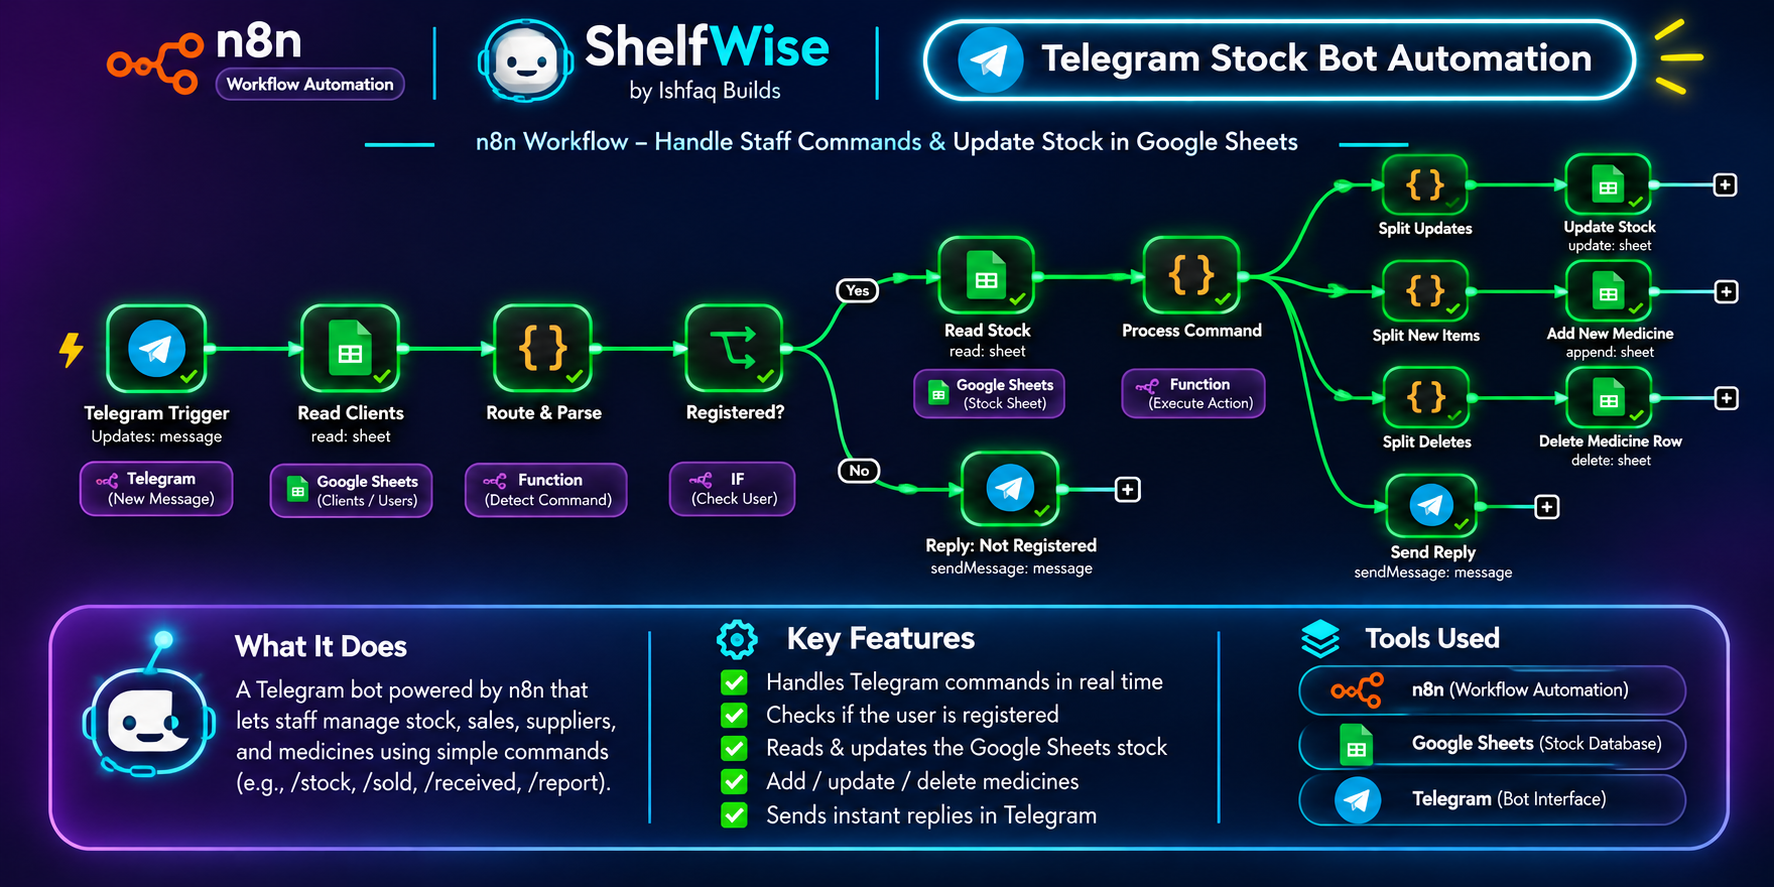 n8n
Workflow Automation
ShelfWise
by Ishfaq Builds
Telegram Stock Bot Automation
n8n Workflow – Handle Staff Commands & Update Stock in Google Sheets
Telegram Trigger
Updates: message
Telegram
(New Message)
Read Clients
read: sheet
Google Sheets
(Clients / Users)
{ }
Route & Parse
Function
(Detect Command)
Registered?
IF
(Check User)
Yes
No
Read Stock
read: sheet
Google Sheets
(Stock Sheet)
{ }
Process Command
Function
(Execute Action)
Reply: Not Registered
sendMessage: message
{ }
Split Updates
Update Stock
update: sheet
{ }
Split New Items
Add New Medicine
append: sheet
{ }
Split Deletes
Delete Medicine Row
delete: sheet
Send Reply
sendMessage: message
What It Does
A Telegram bot powered by n8n that
lets staff manage stock, sales, suppliers,
and medicines using simple commands
(e.g., /stock, /sold, /received, /report).
Key Features
Handles Telegram commands in real time
Checks if the user is registered
Reads & updates the Google Sheets stock
Add / update / delete medicines
Sends instant replies in Telegram
Tools Used
n8n (Workflow Automation)
Google Sheets (Stock Database)
Telegram (Bot Interface)